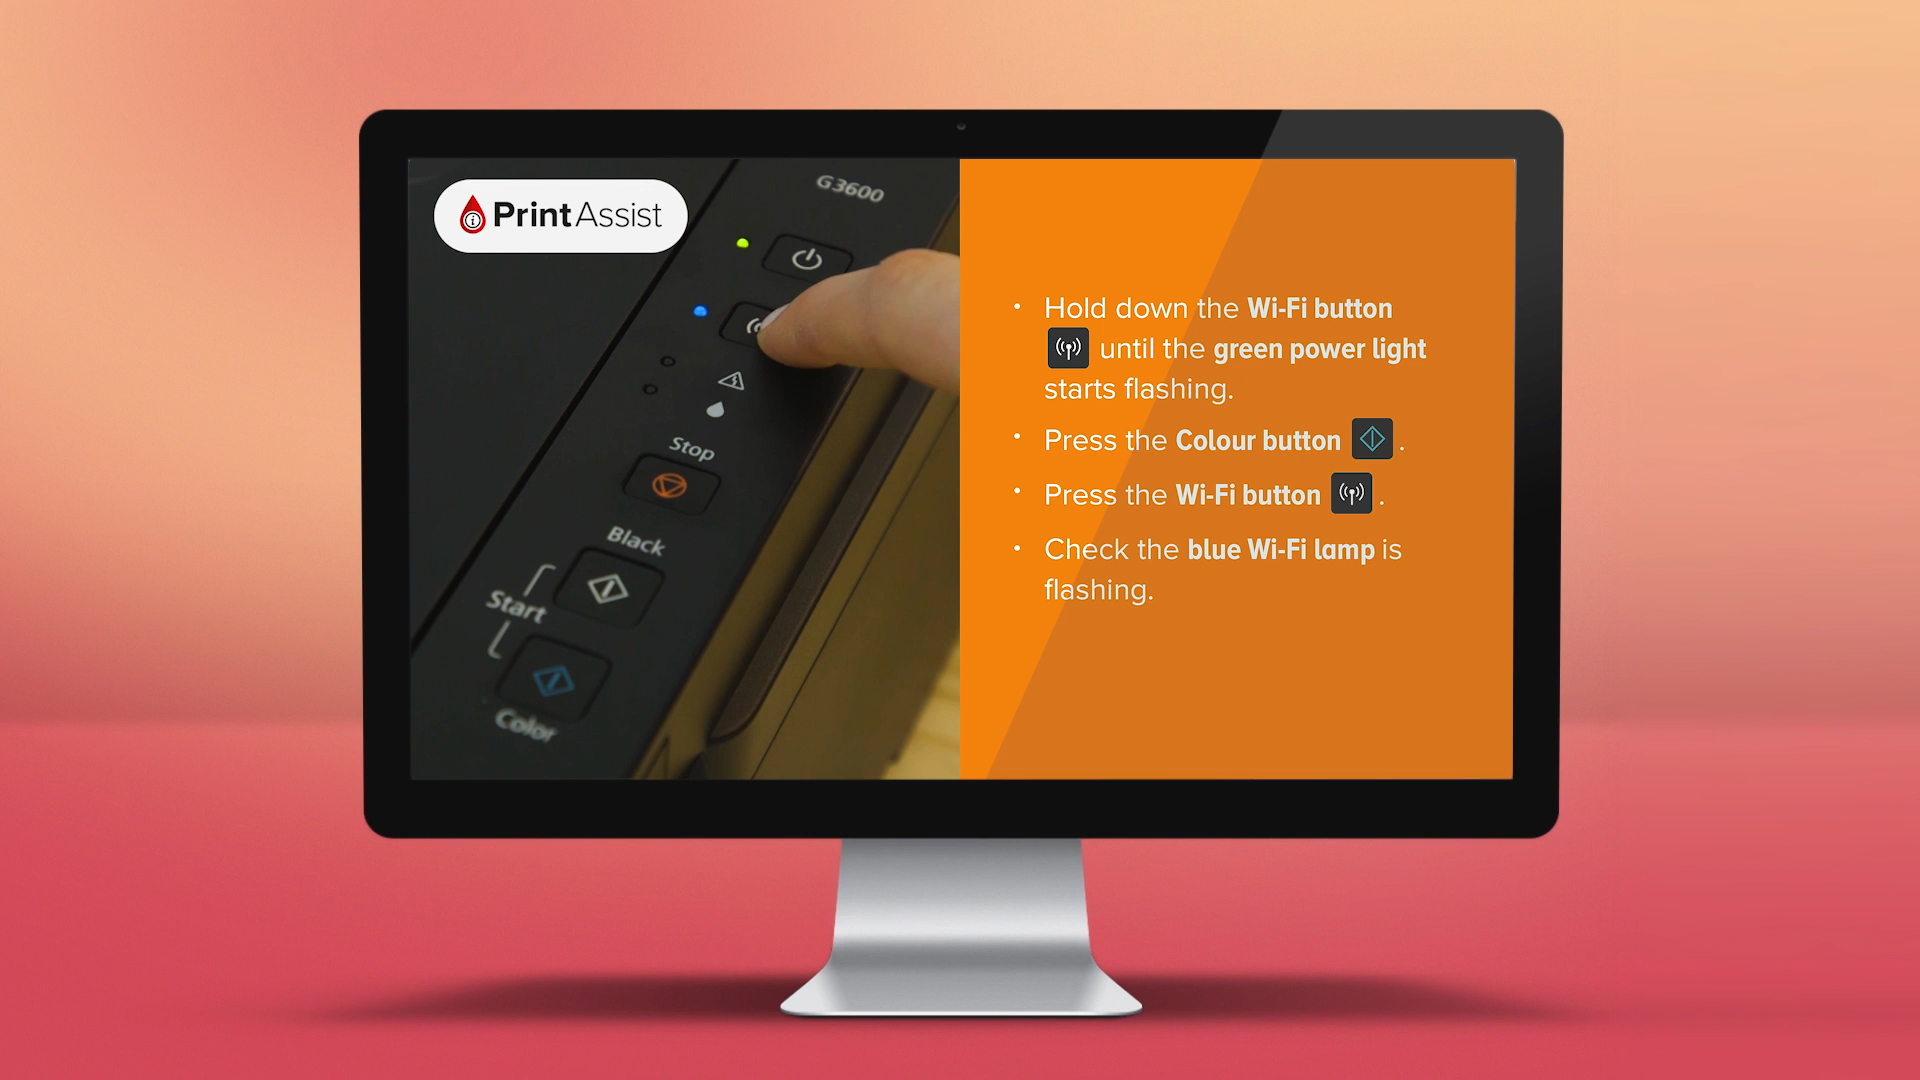 PrintAssist
G3600
Stop
Black
Start
Color
• Hold down the Wi-Fi button
until the green power light
starts flashing.
• Press the Colour button .
• Press the Wi-Fi button .
• Check the blue Wi-Fi lamp is
flashing.